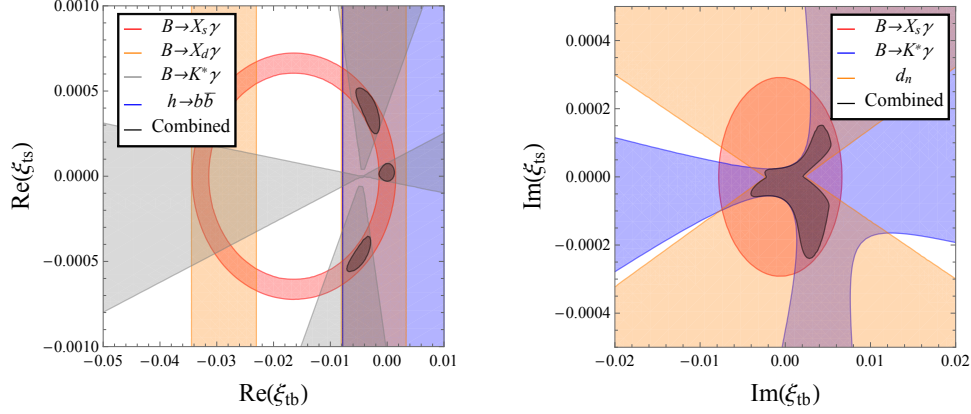 B→X_sγ
B→X_dγ
B→K*γ
h→bb̄
Combined
0.0010
0.0005
0.0000
−0.0005
−0.0010
Re(ξ_ts)
−0.05 −0.04 −0.03 −0.02 −0.01 0.00 0.01
Re(ξ_tb)
B→X_sγ
B→K*γ
d_n
Combined
0.0004
0.0002
0.0000
−0.0002
−0.0004
Im(ξ_ts)
−0.02 −0.01 0.00 0.01 0.02
Im(ξ_tb)